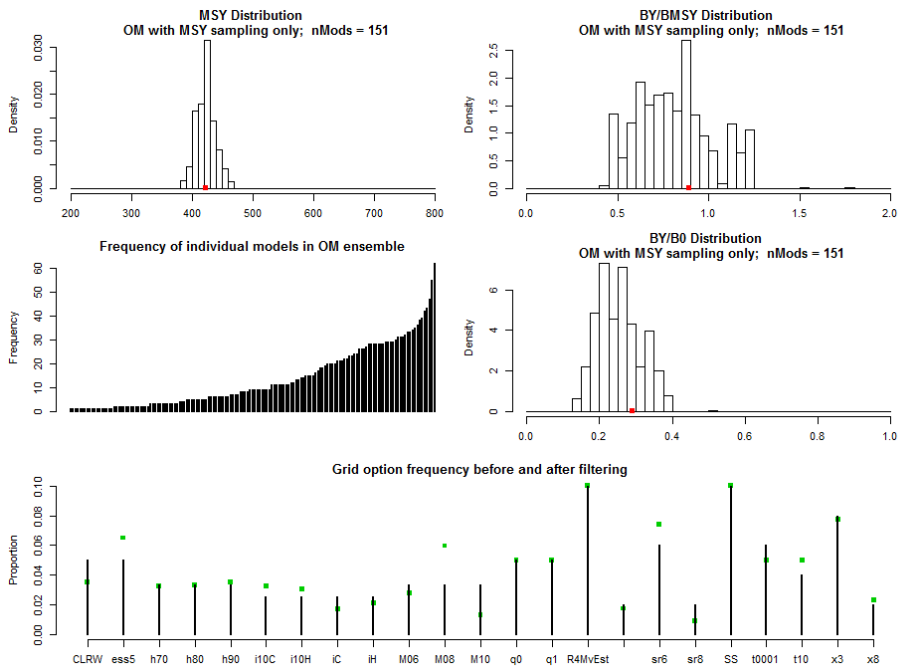 MSY Distribution
OM with MSY sampling only; nMods = 151
Density
0.000 0.010 0.020 0.030
200 300 400 500 600 700 800
BY/BMSY
OM with MSY sampling only; nMods = 151
Density
0.0 0.5 1.0 1.5 2.0 2.5
0.0 0.5 1.0 1.5 2.0
Frequency of individual models in OM ensemble
Frequency
0 10 20 30 40 50 60
BY/B0 Distribution
OM with MSY sampling only; nMods = 151
Density
0 2 4 6
0.0 0.2 0.4 0.6 0.8 1.0
Grid option frequency before and after filtering
Proportion
0.00 0.02 0.04 0.06 0.08 0.10
CLRW ess5 h70 h80 h90 i10C i10H iC iH M06 M08 M10 q0 q1 R4MvEst sr6 sr8 SS t0001 t10 x3 x8